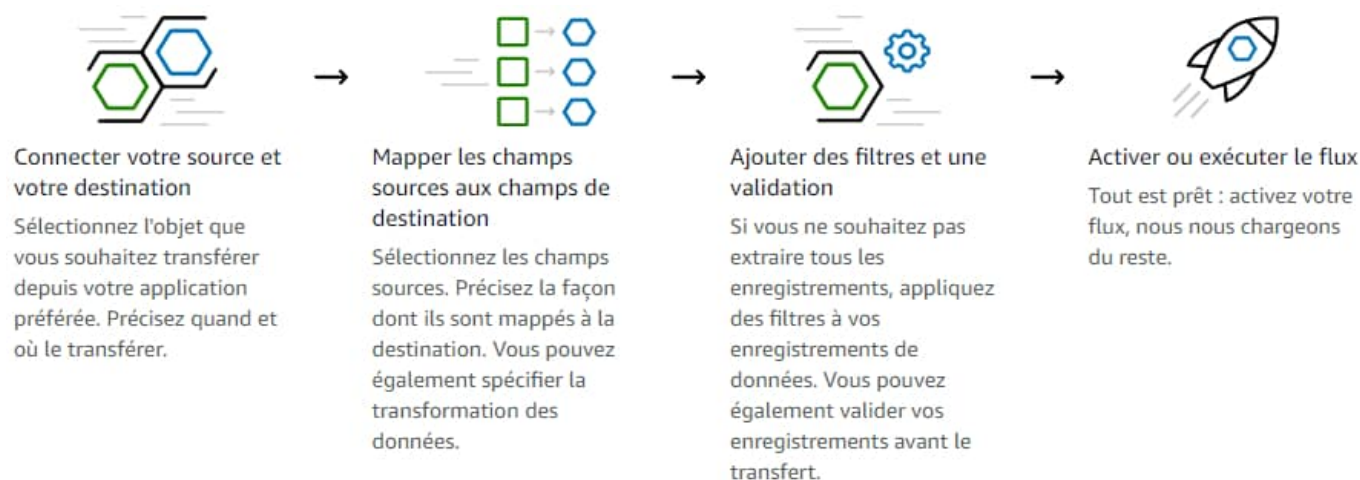 Connecter votre source et
votre destination
Sélectionnez l'objet que
vous souhaitez transférer
depuis votre application
préférée. Précisez quand et
où le transférer.
Mapper les champs
sources aux champs de
destination
Sélectionnez les champs
sources. Précisez la façon
dont ils sont mappés à la
destination. Vous pouvez
également spécifier la
transformation des
données.
Ajouter des filtres et une
validation
Si vous ne souhaitez pas
extraire tous les
enregistrements, appliquez
des filtres à vos
enregistrements de
données. Vous pouvez
également valider vos
enregistrements avant le
transfert.
Activer ou exécuter le flux
Tout est prêt : activez votre
flux, nous nous chargeons
du reste.